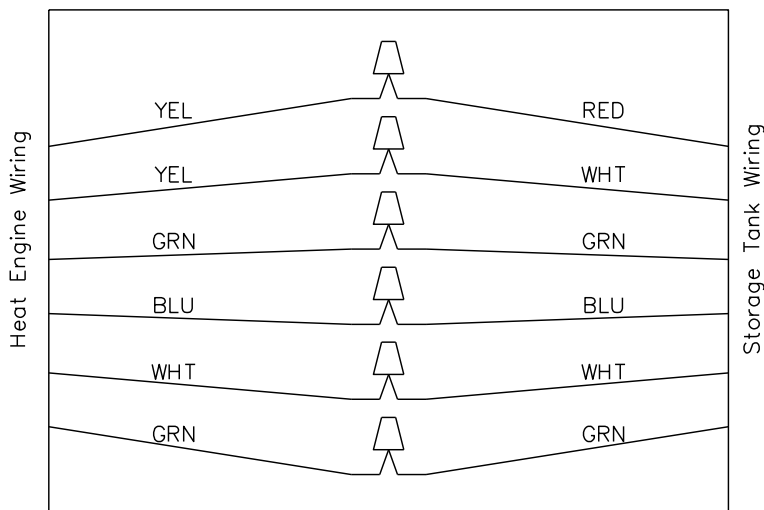 Heat Engine Wiring
YEL RED
YEL WHT
GRN GRN
BLU BLU
WHT WHT
GRN GRN
Storage Tank Wiring